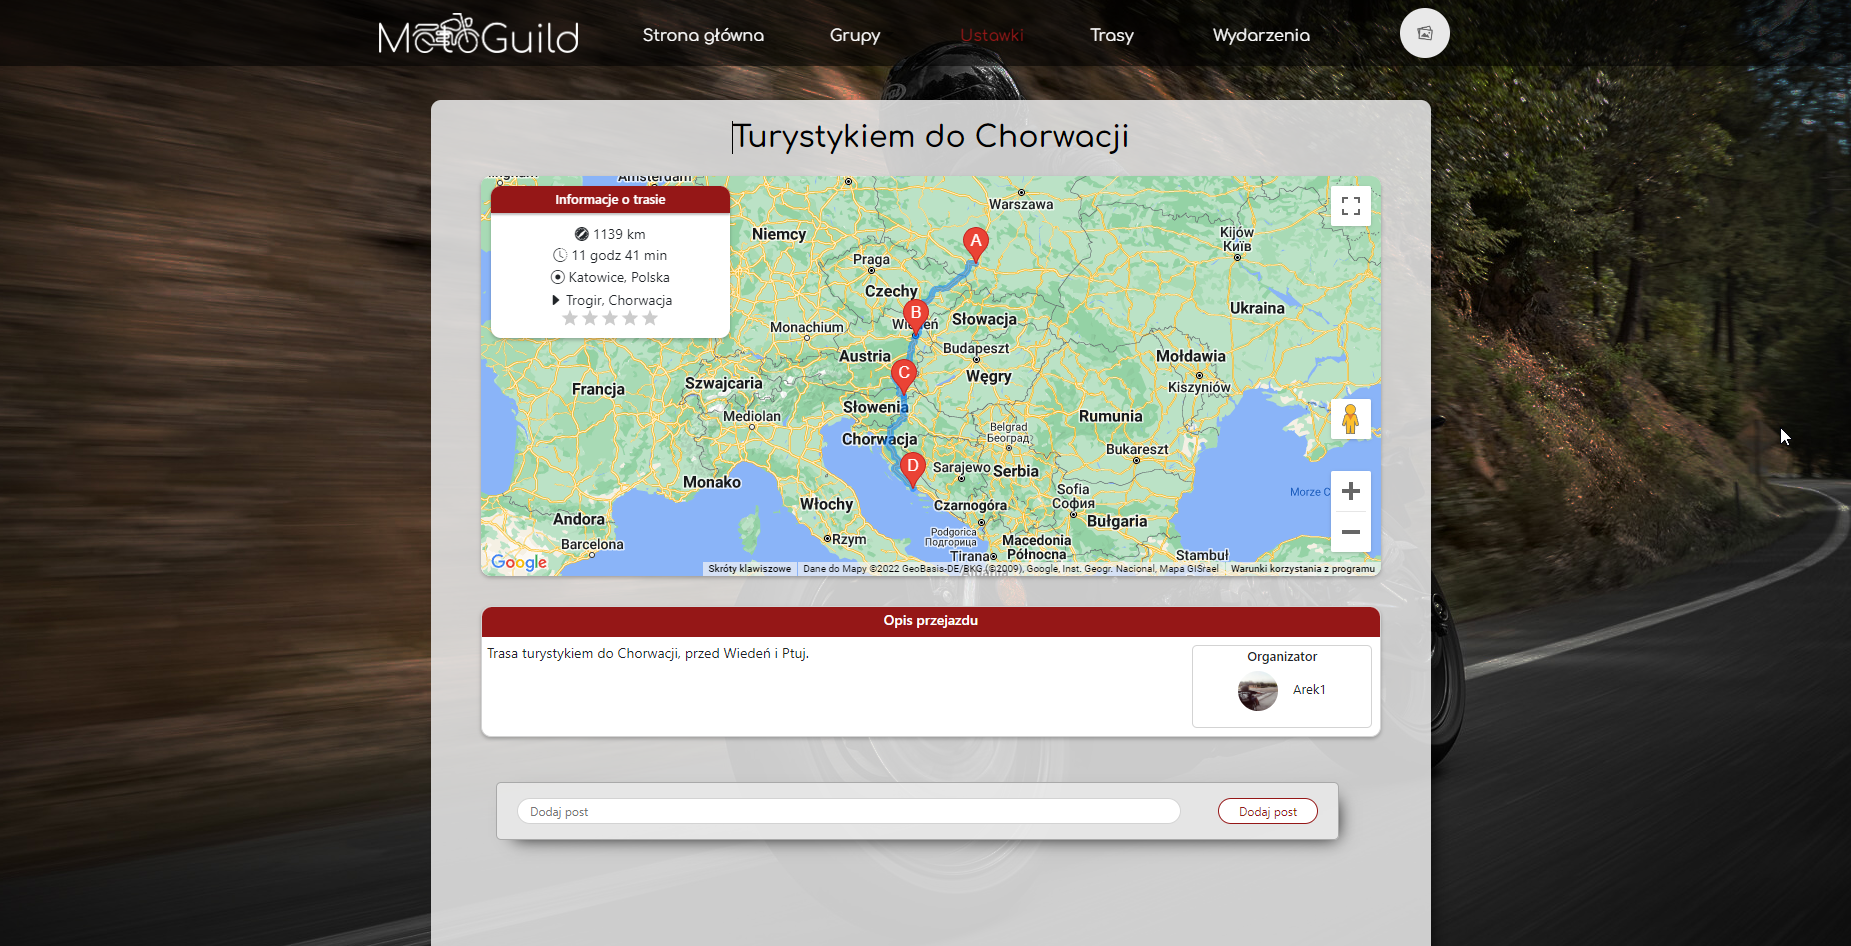 MotoGuild
Strona główna
Grupy
Ustawki
Trasy
Wydarzenia
Turystykiem do Chorwacji
Informacje o trasie
1139 km
11 godz 41 min
Katowice, Polska
Trogir, Chorwacja
Amsterdam
Warszawa
Niemcy
Kijów
Київ
A
Praga
Czechy
B
Wiedeń
Słowacja
Ukraina
Monachium
Austria
Budapeszt
Mołdawia
C
Węgry
Kiszyniów
Francja
Szwajcaria
Słowenia
Mediolan
Rumunia
Chorwacja
Belgrad
Београд
Bukareszt
D
Sarajewo
Serbia
Monako
Sofia
София
Morze C
Włochy
Czarnogóra
Andora
Bułgaria
Podgorica
Подгорица
Macedonia
Północna
Barcelona
Rzym
Tirana
Stambuł
Google
Skróty klawiszowe
Dane do Mapy ©2022 GeoBasis-DE/BKG (©2009), Google, Inst. Geogr. Nacional, Mapa GISrael
Warunki korzystania z programu
Opis przejazdu
Trasa turystykiem do Chorwacji, przed Wiedeń i Ptuj.
Organizator
Arek1
Dodaj post
Dodaj post